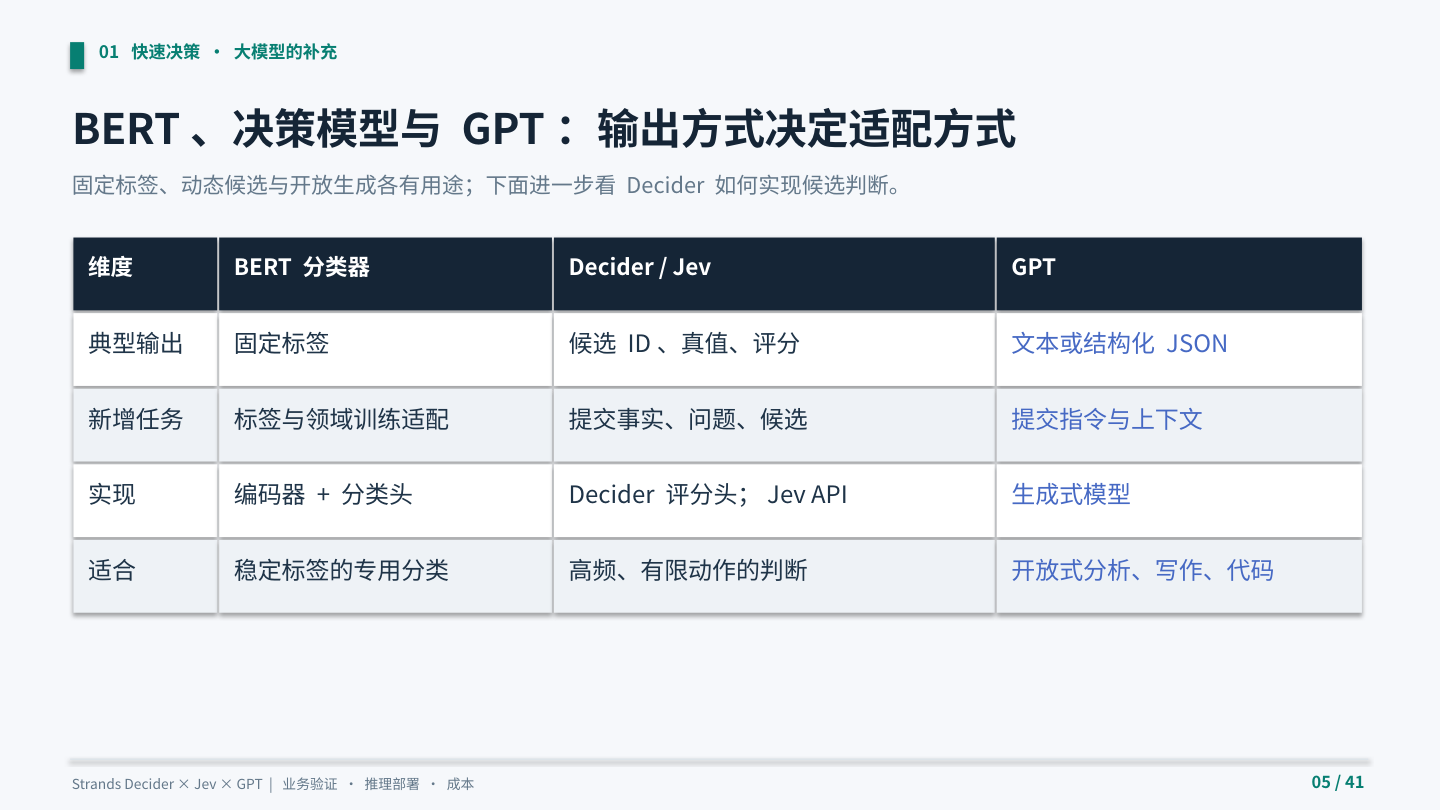 01 快速决策 · 大模型的补充
BERT、决策模型与 GPT：输出方式决定适配方式
固定标签、动态候选与开放生成各有用途；下面进一步看 Decider 如何实现候选判断。
维度 BERT 分类器 Decider / Jev GPT
典型输出 固定标签 候选 ID、真值、评分 文本或结构化 JSON
新增任务 标签与领域训练适配 提交事实、问题、候选 提交指令与上下文
实现 编码器 + 分类头 Decider 评分头；Jev API 生成式模型
适合 稳定标签的专用分类 高频、有限动作的判断 开放式分析、写作、代码
Strands Decider × Jev × GPT | 业务验证 · 推理部署 · 成本 05 / 41